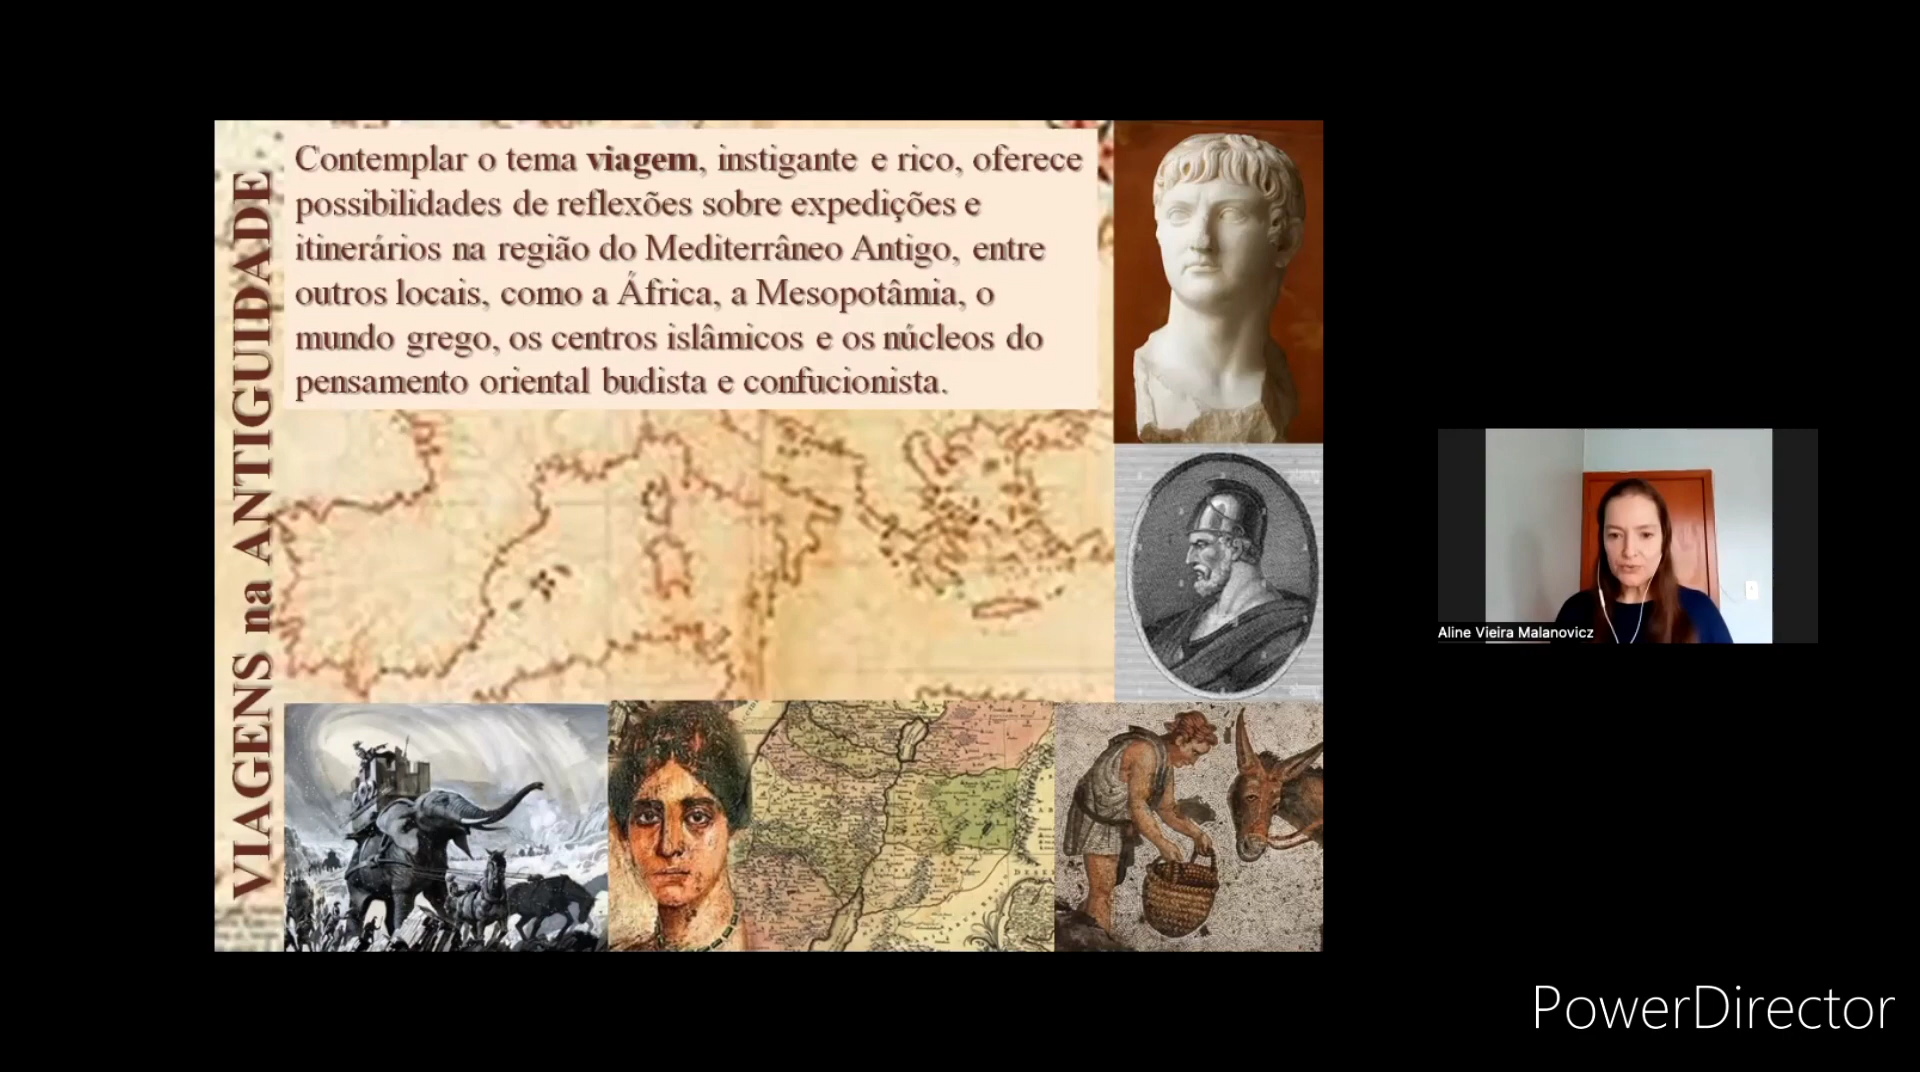 VIAGENS na ANTIGUIDADE
Contemplar o tema viagem, instigante e rico, oferece
possibilidades de reflexões sobre expedições e
itinerários na região do Mediterrâneo Antigo, entre
outros locais, como a África, a Mesopotâmia, o
mundo grego, os centros islâmicos e os núcleos do
pensamento oriental budista e confucionista.
Aline Vieira Malanovicz
PowerDirector